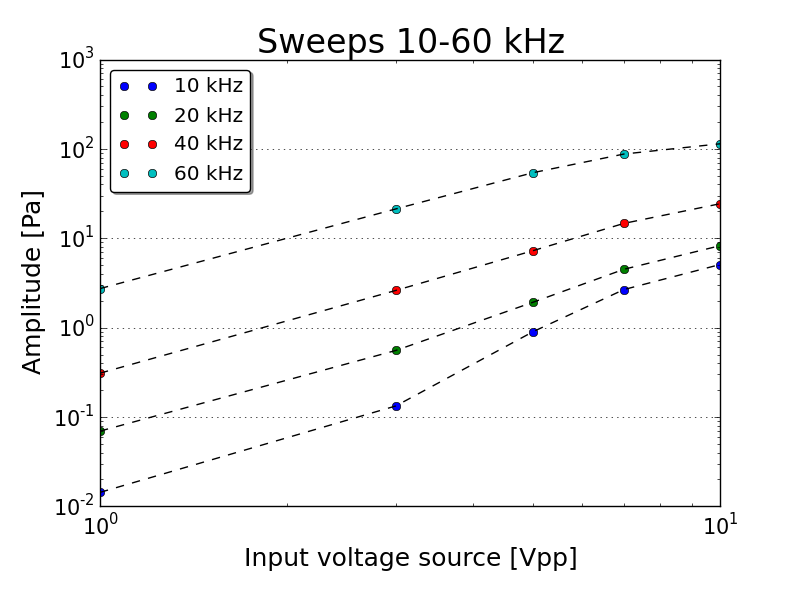 Sweeps 10-60 kHz
10 kHz
20 kHz
40 kHz
60 kHz
Amplitude [Pa]
10³
10²
10¹
10⁰
10⁻¹
10⁻²
10⁰ 10¹
Input voltage source [Vpp]